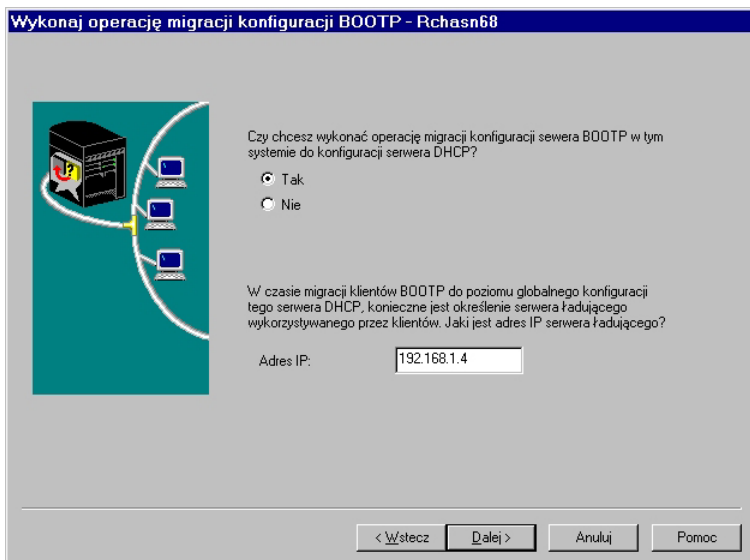 Wykonaj operację migracji konfiguracji BOOTP - Rchasn68
Czy chcesz wykonać operację migracji konfiguracji sewera BOOTP w tym
systemie do konfiguracji serwera DHCP?
Tak
Nie
W czasie migracji klientów BOOTP do poziomu globalnego konfiguracji
tego serwera DHCP, konieczne jest określenie serwera ładującego
wykorzystywanego przez klientów. Jaki jest adres IP serwera ładującego?
Adres IP: 192.168.1.4
< Wstecz Dalej > Anuluj Pomoc